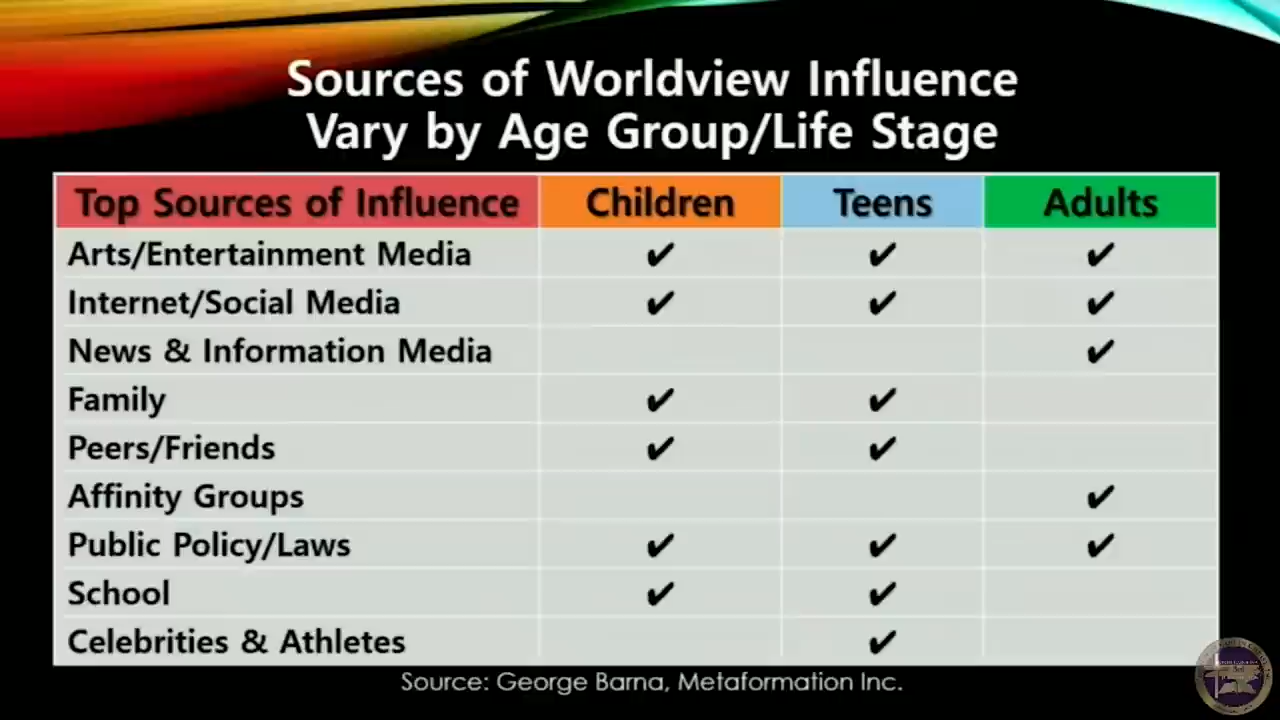 Sources of Worldview Influence
Vary by Age Group/Life Stage
Top Sources of Influence Children Teens Adults
Arts/Entertainment Media ✔ ✔ ✔
Internet/Social Media ✔ ✔ ✔
News & Information Media ✔
Family ✔ ✔
Peers/Friends ✔ ✔
Affinity Groups ✔
Public Policy/Laws ✔ ✔ ✔
School ✔ ✔
Celebrities & Athletes ✔
Source: George Barna, Metaformation Inc.